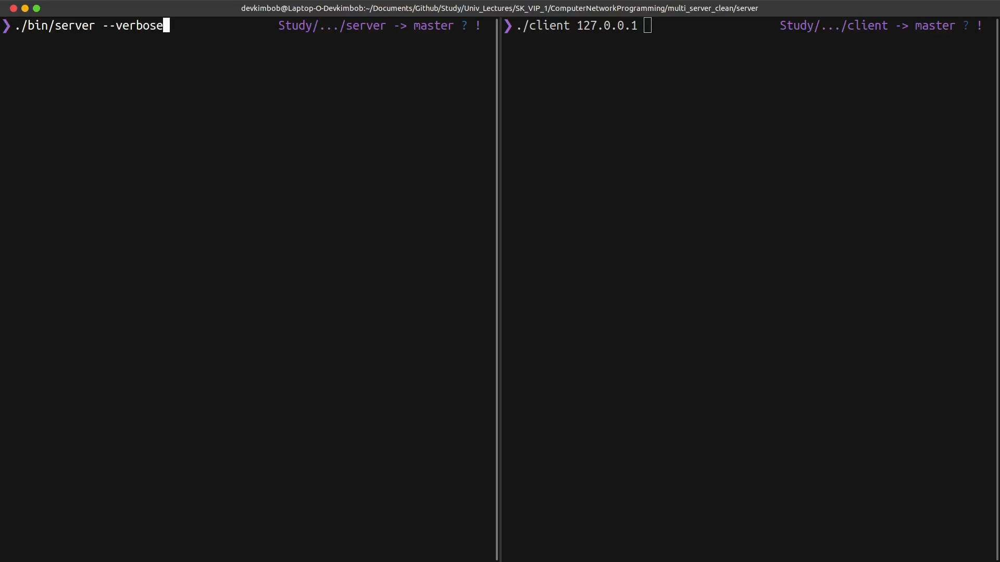 devkimbob@Laptop-O-Devkimbob:~/Documents/Github/Study/Univ_Lectures/SK_VIP_1/ComputerNetworkProgramming/multi_server_clean/server
❯ ./bin/server --verbose Study/.../server -> master ? !
❯ ./client 127.0.0.1 Study/.../client -> master ? !